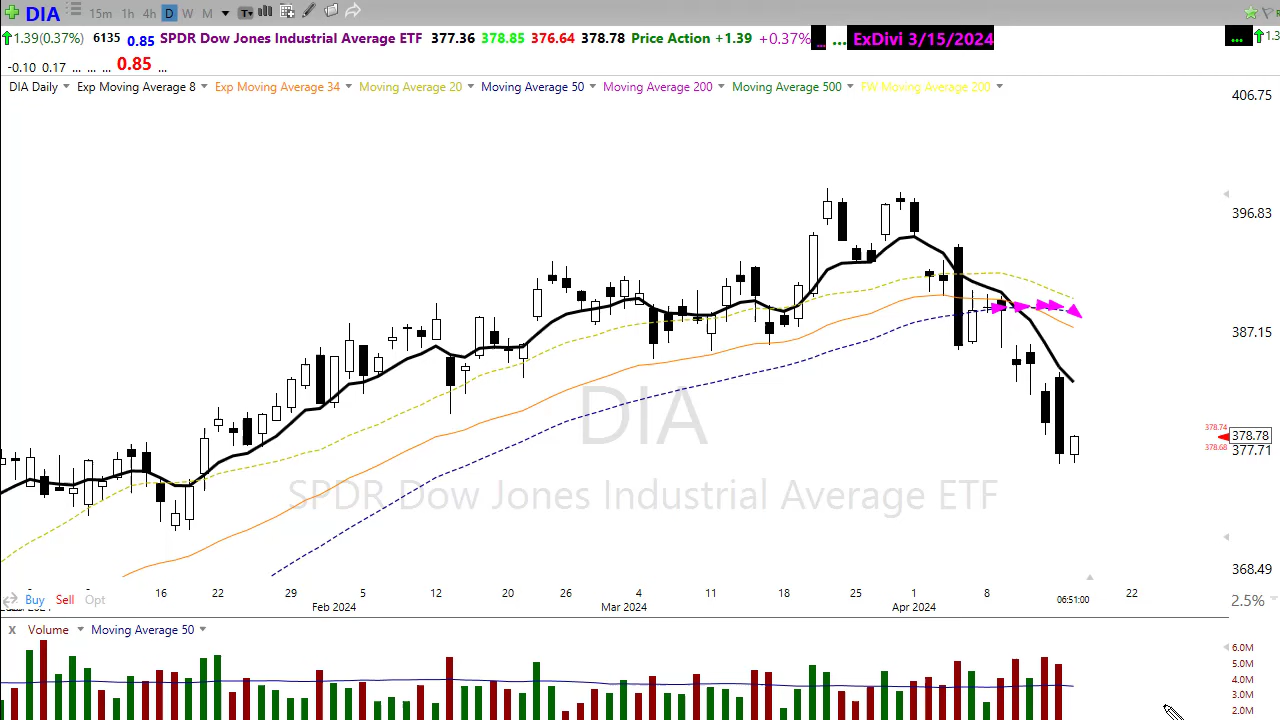 DIA
15m 1h 4h D W M T
1.39(0.37%) 6135 0.85 SPDR Dow Jones Industrial Average ETF 377.36 378.85 376.64 378.78 Price Action +1.39 +0.37% ... ... ExDivi 3/15/2024 ... 1.3
-0.10 0.17 ... ... ... 0.85 ...
DIA Daily Exp Moving Average 8 Exp Moving Average 34 Moving Average 20 Moving Average 50 Moving Average 200 Moving Average 500 FW Moving Average 200
406.75
396.83
387.15
DIA
378.74
378.78
378.68
377.71
SPDR Dow Jones Industrial Average ETF
368.49
16 22 29 5 12 20 26 4 11 18 25 1 8 06:51:00 22
Buy Sell Opt 2.5%
Feb 2024 Mar 2024 Apr 2024
X Volume Moving Average 50
6.0M
5.0M
4.0M
3.0M
2.0M